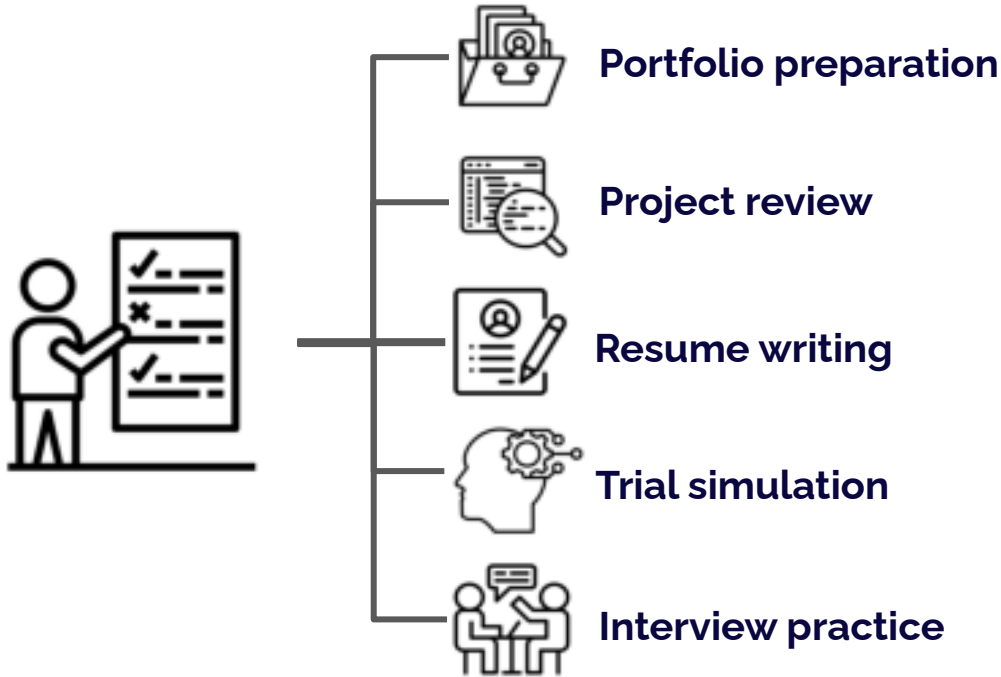 Portfolio preparation
Project review
Resume writing
Trial simulation
Interview practice